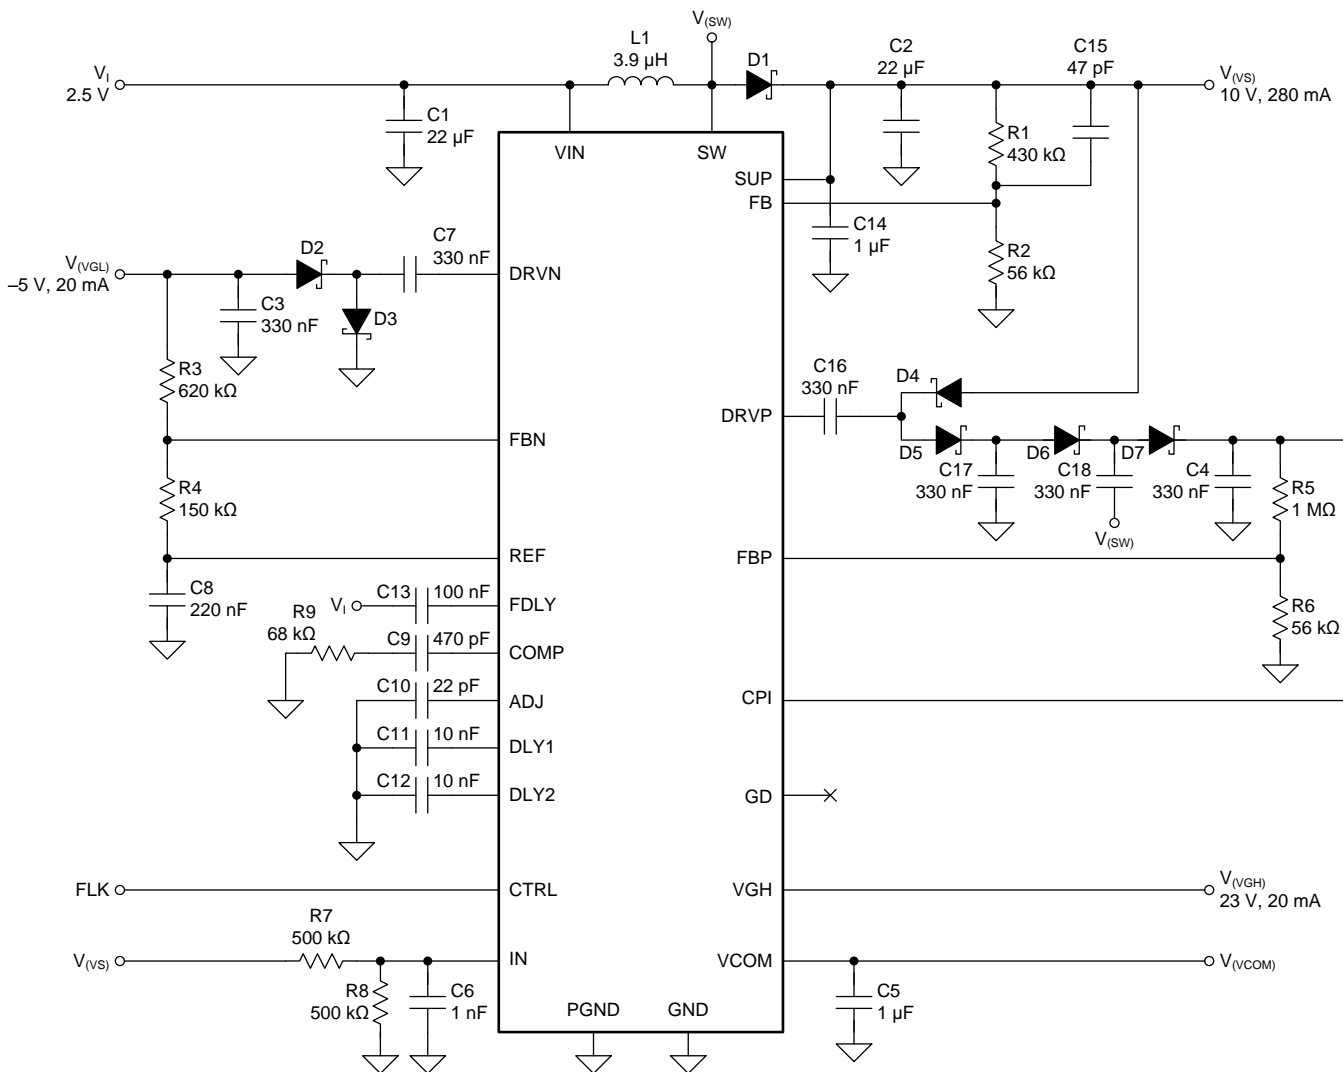 V(SW)
L1
3.9 µH
D1
C2
22 µF
C15
47 pF
VI
2.5 V
V(VS)
10 V, 280 mA
C1
22 µF
R1
430 kΩ
VIN
SW
SUP
FB
C14
1 µF
R2
56 kΩ
V(VGL)
–5 V, 20 mA
D2
C7
330 nF
DRVN
C3
330 nF
D3
R3
620 kΩ
C16
330 nF
D4
DRVP
FBN
D5
D6
D7
C17
330 nF
C18
330 nF
C4
330 nF
R5
1 MΩ
R4
150 kΩ
V(SW)
REF
FBP
C8
220 nF
VI
C13
100 nF
FDLY
R9
68 kΩ
C9
470 pF
COMP
R6
56 kΩ
C10
22 pF
ADJ
CPI
C11
10 nF
DLY1
C12
10 nF
DLY2
GD
FLK
CTRL
VGH
V(VGH)
23 V, 20 mA
R7
500 kΩ
V(VS)
IN
VCOM
V(VCOM)
R8
500 kΩ
C6
1 nF
C5
1 µF
PGND
GND